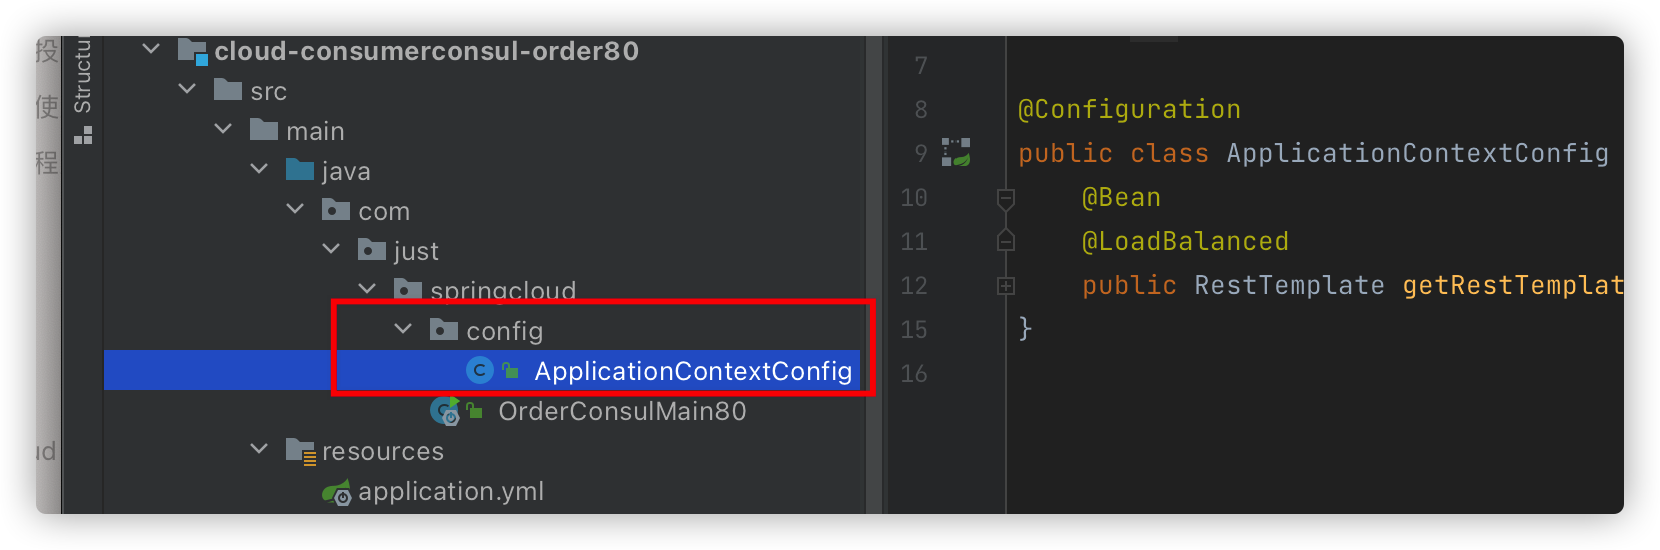 投
使
程
ud
Structu
cloud-consumerconsul-order80
src
main
java
com
just
springcloud
config
ApplicationContextConfig
OrderConsulMain80
resources
application.yml
7
8 @Configuration
9 public class ApplicationContextConfig
10 @Bean
11 @LoadBalanced
12 public RestTemplate getRestTemplat
15 }
16